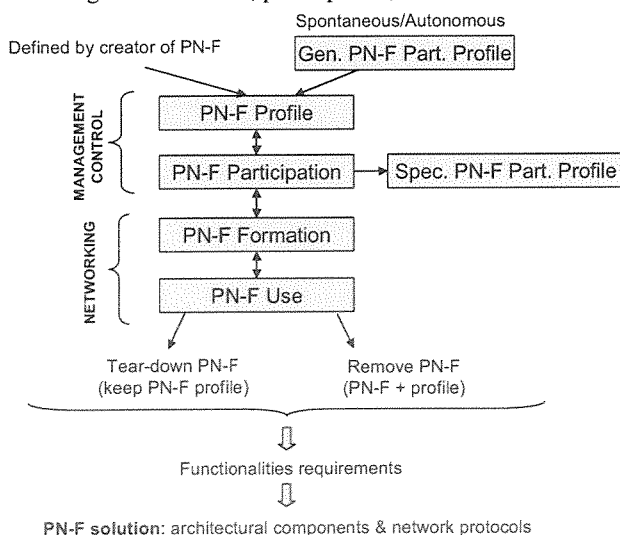 Spontaneous/Autonomous
Defined by creator of PN-F
Gen. PN-F Part. Profile
MANAGEMENT
CONTROL
PN-F Profile
PN-F Participation
Spec. PN-F Part. Profile
NETWORKING
PN-F Formation
PN-F Use
Tear-down PN-F
(keep PN-F profile)
Remove PN-F
(PN-F + profile)
Functionalities requirements
PN-F solution: architectural components & network protocols